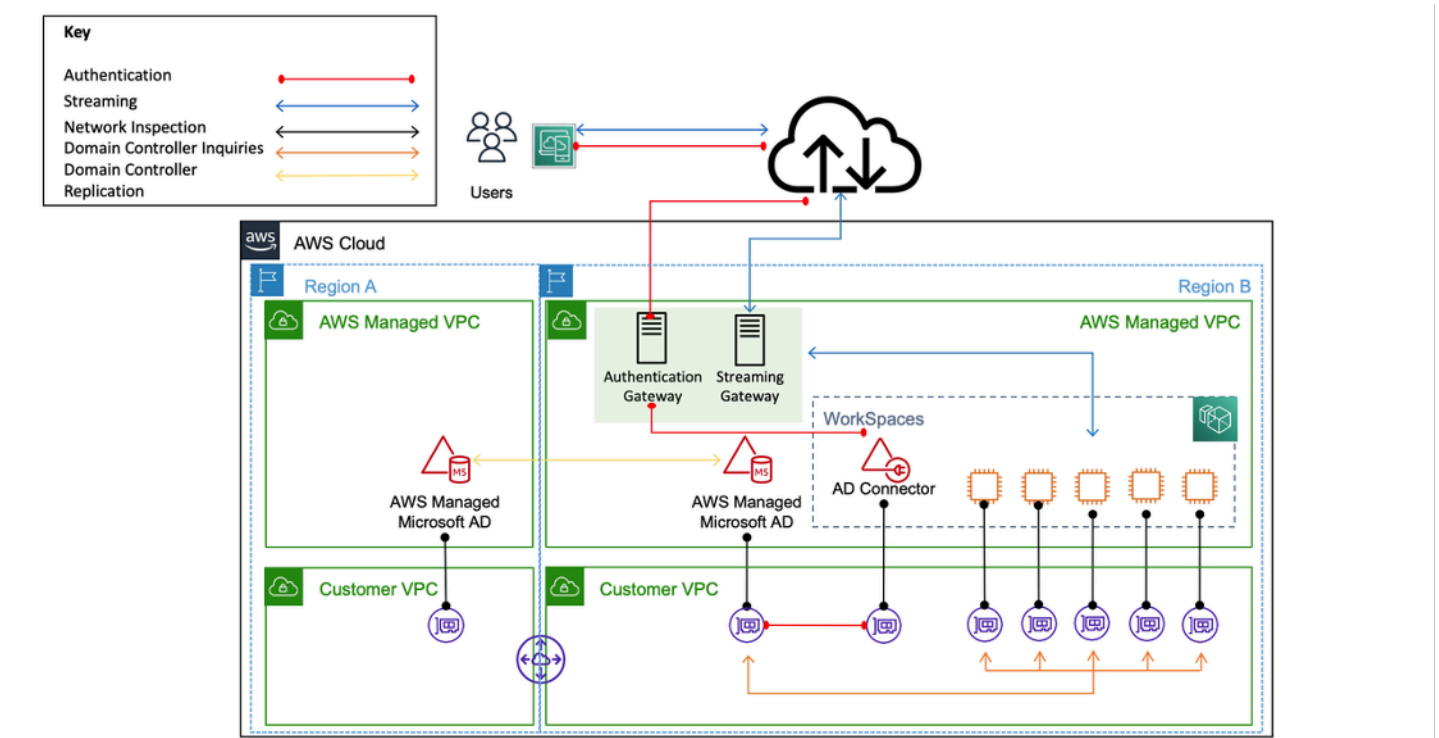 Key
Authentication
Streaming
Network Inspection
Domain Controller Inquiries
Domain Controller
Replication
Users
aws
AWS Cloud
Region A
Region B
AWS Managed VPC
AWS Managed VPC
Authentication
Gateway
Streaming
Gateway
WorkSpaces
MS
AWS Managed
Microsoft AD
MS
AWS Managed
Microsoft AD
AD Connector
Customer VPC
Customer VPC